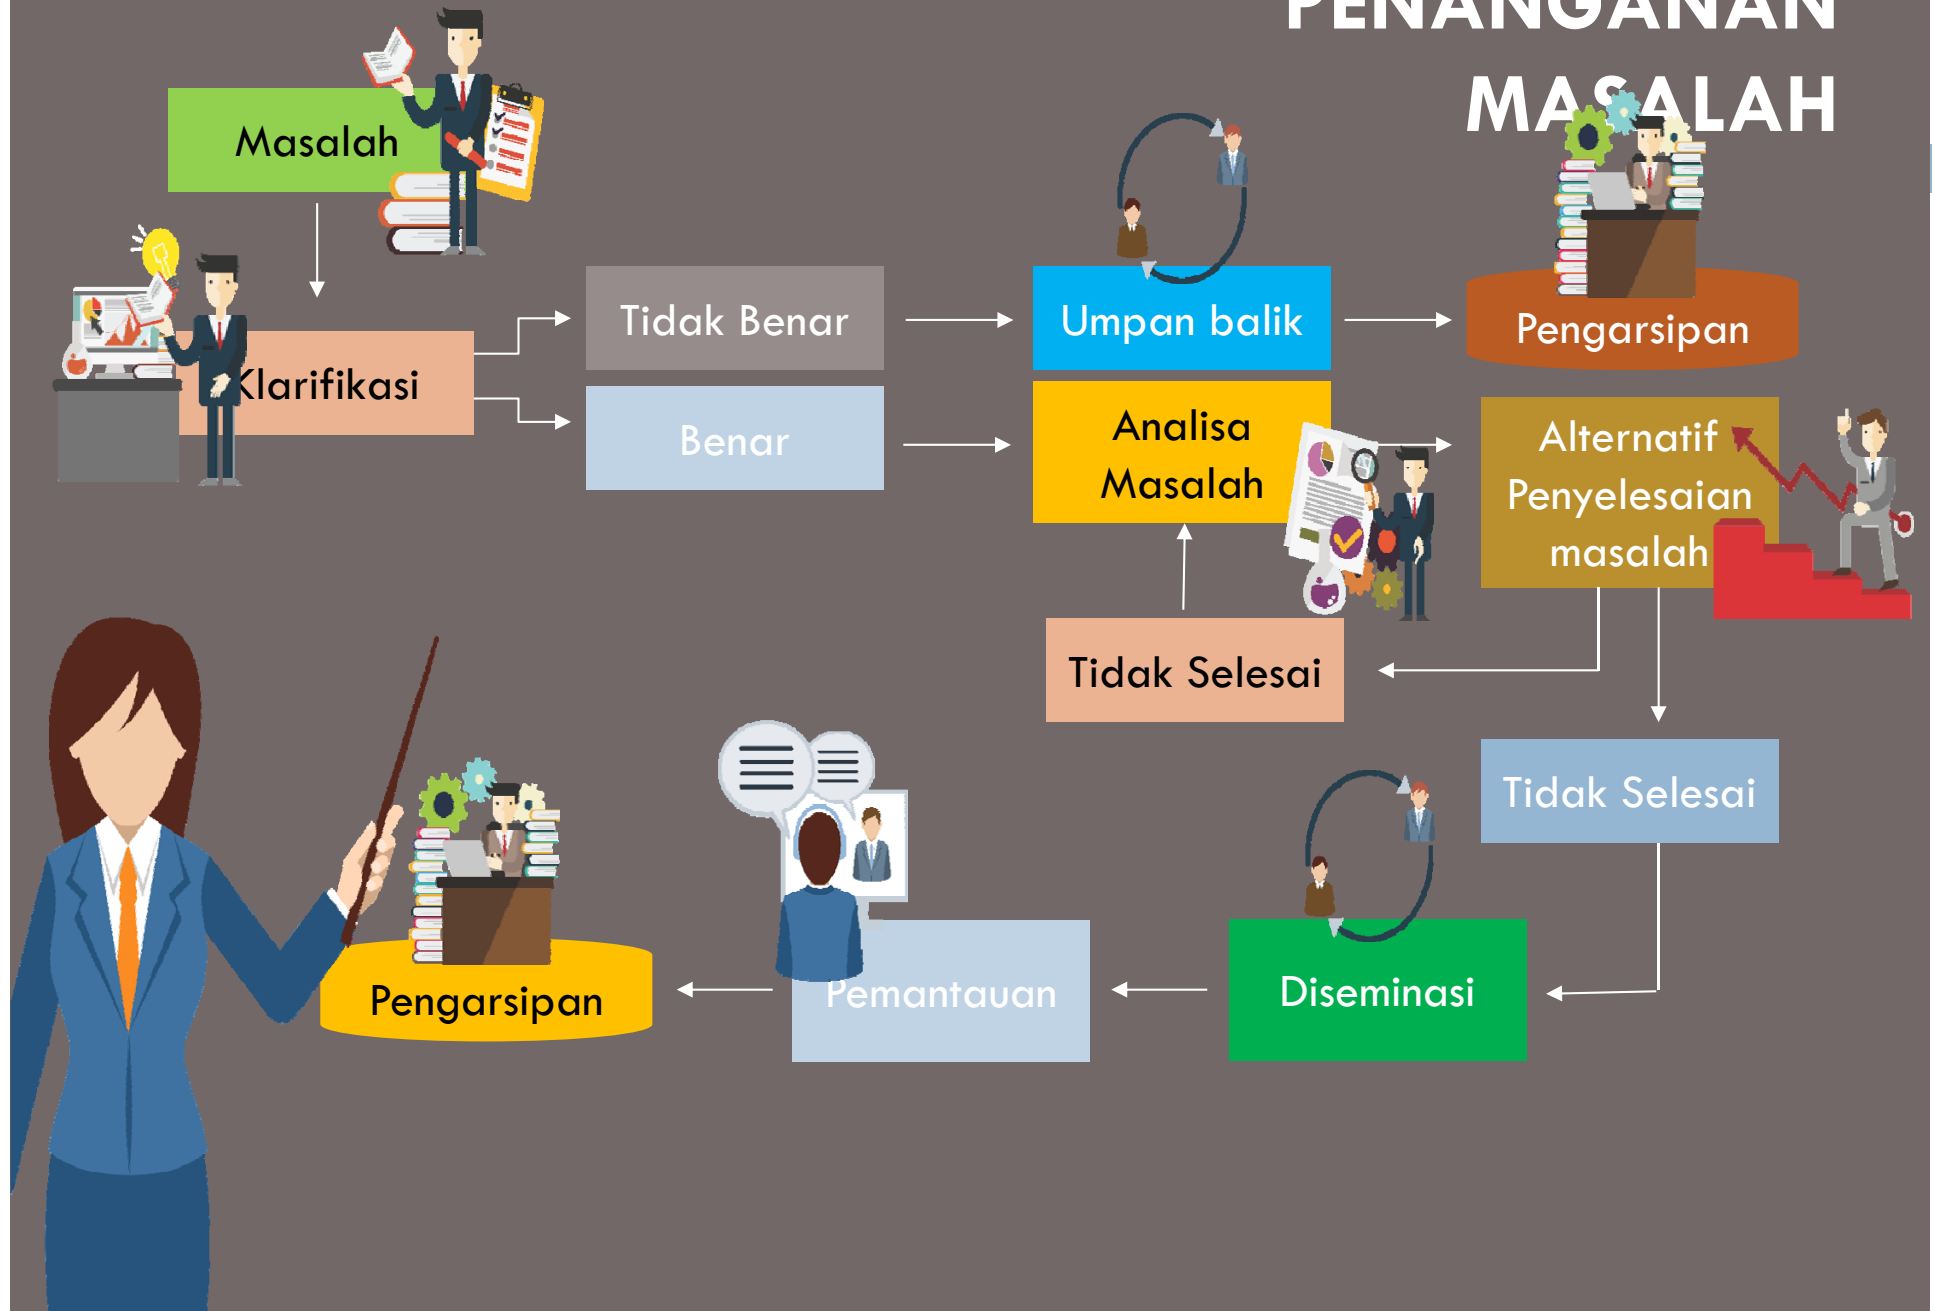 PENANGANAN
MASALAH
Masalah
Klarifikasi
Tidak Benar
Umpan balik
Pengarsipan
Benar
Analisa
Masalah
Alternatif
Penyelesaian
masalah
Tidak Selesai
Tidak Selesai
Diseminasi
Pemantauan
Pengarsipan